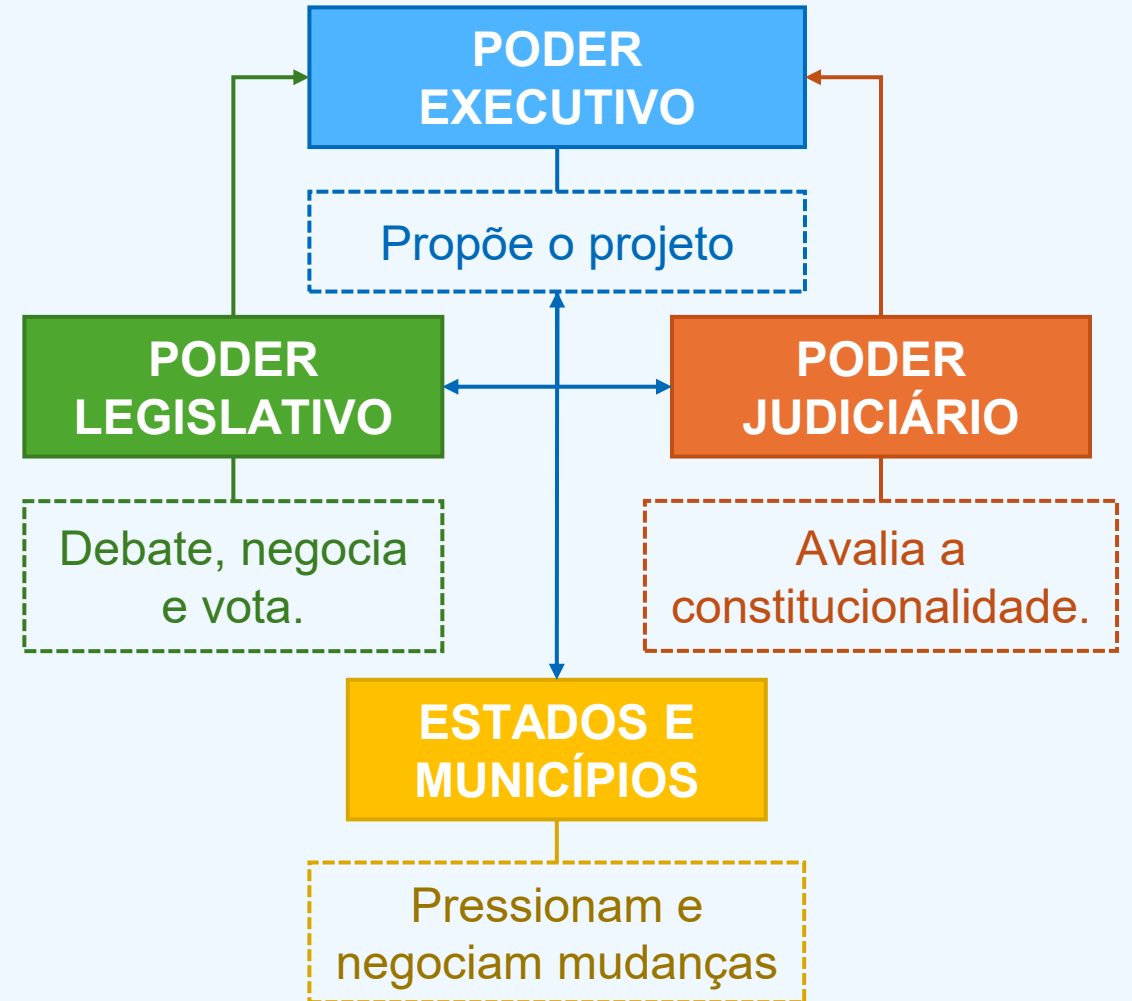 PODER
EXECUTIVO
Propõe o projeto
PODER
LEGISLATIVO
PODER
JUDICIÁRIO
Debate, negocia
e vota.
Avalia a
constitucionalidade.
ESTADOS E
MUNICÍPIOS
Pressionam e
negociam mudanças